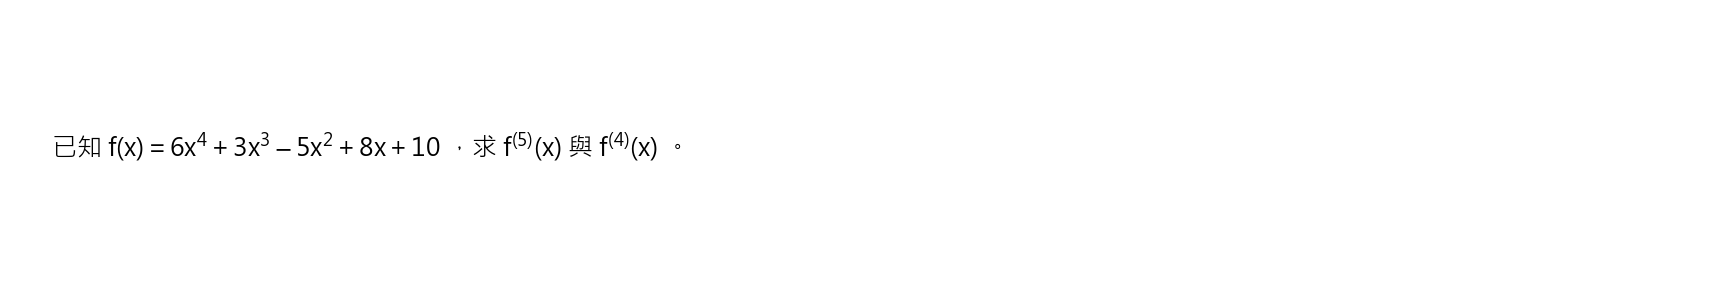 已知 f(x) = 6x⁴ + 3x³ – 5x² + 8x + 10 ，求 f⁽⁵⁾(x) 與 f⁽⁴⁾(x) 。